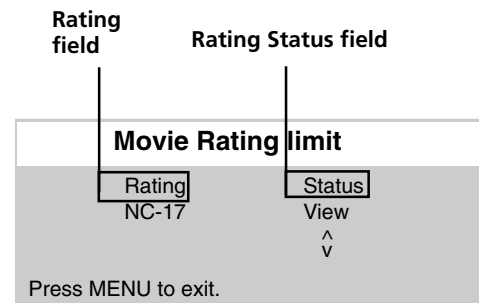 Rating
field
Rating Status field
Movie Rating limit
Rating Status
NC-17 View
^
v
Press MENU to exit.